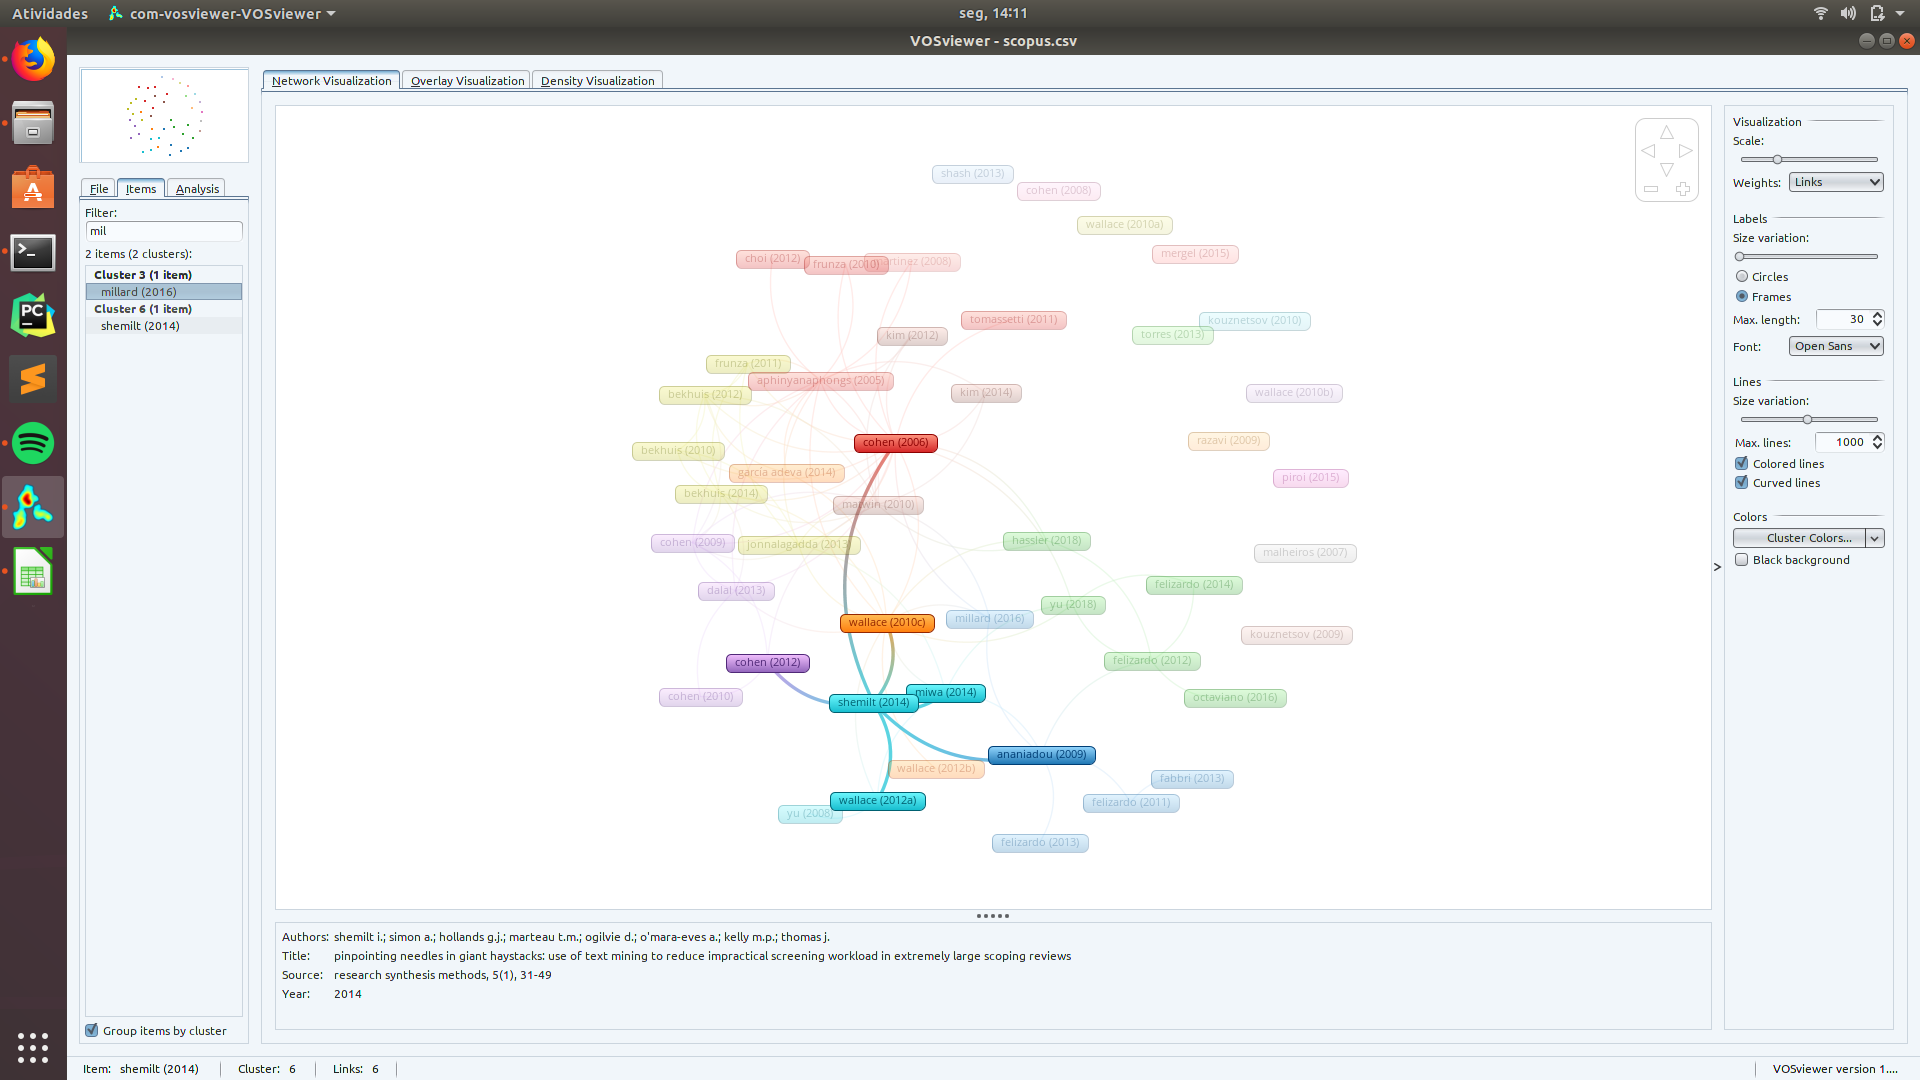 Atividades com-vosviewer-VOSviewer seg, 14:11
VOSviewer - scopus.csv
Network Visualization Overlay Visualization Density Visualization
File Items Analysis
Filter:
mil
2 items (2 clusters):
Cluster 3 (1 item)
millard (2016)
Cluster 6 (1 item)
shemilt (2014)
Group items by cluster
shash (2013)
cohen (2008)
wallace (2010a)
mergel (2015)
choi (2012)
frunza (2010)
martinez (2008)
tomassetti (2011)
kouznetsov (2010)
torres (2013)
kim (2012)
frunza (2011)
aphinyanaphongs (2005)
bekhuis (2012)
kim (2014)
wallace (2010b)
cohen (2006)
razavi (2009)
bekhuis (2010)
garcía adeva (2014)
piroi (2015)
bekhuis (2014)
matwin (2010)
cohen (2009)
jonnalagadda (2013)
hassler (2018)
malheiros (2007)
dalal (2013)
felizardo (2014)
yu (2018)
wallace (2010c)
millard (2016)
kouznetsov (2009)
cohen (2012)
felizardo (2012)
cohen (2010)
shemilt (2014)
miwa (2014)
octaviano (2016)
ananiadou (2009)
wallace (2012b)
fabbri (2013)
wallace (2012a)
felizardo (2011)
yu (2008)
felizardo (2013)
Visualization
Scale:
Weights: Links
Labels
Size variation:
Circles
Frames
Max. length: 30
Font: Open Sans
Lines
Size variation:
Max. lines: 1000
Colored lines
Curved lines
Colors
Cluster Colors...
Black background
>
Authors: shemilt i.; simon a.; hollands g.j.; marteau t.m.; ogilvie d.; o'mara-eves a.; kelly m.p.; thomas j.
Title: pinpointing needles in giant haystacks: use of text mining to reduce impractical screening workload in extremely large scoping reviews
Source: research synthesis methods, 5(1), 31-49
Year: 2014
Item: shemilt (2014) Cluster: 6 Links: 6 VOSviewer version 1....